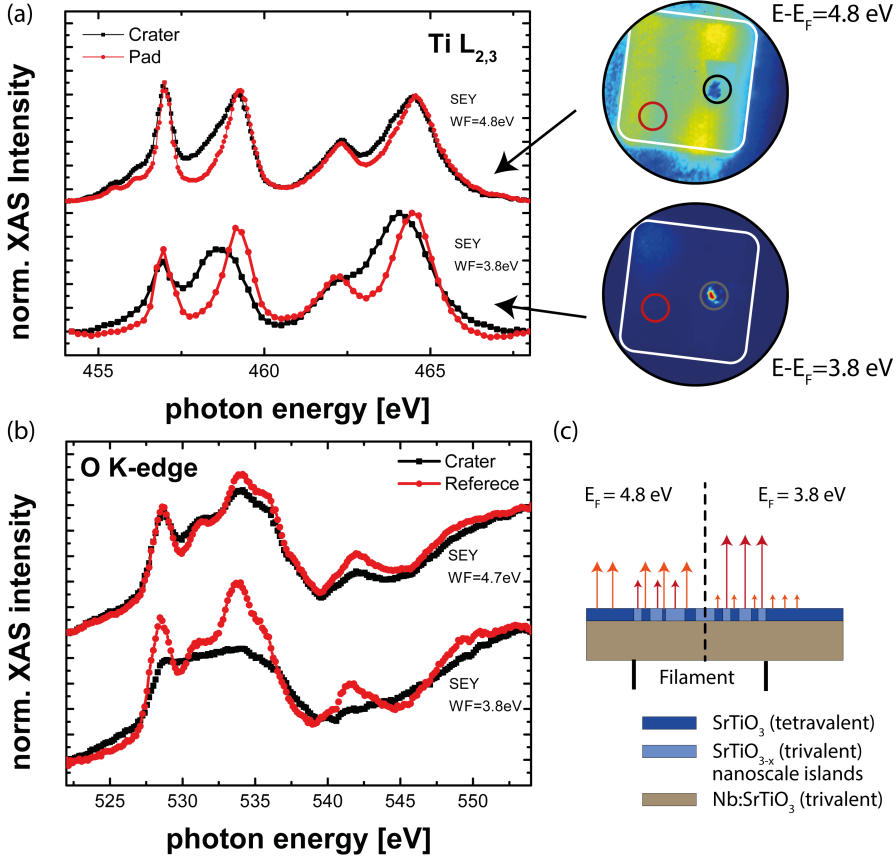 (a)
Crater
Pad
Ti L2,3
SEY
WF=4.8eV
SEY
WF=3.8eV
norm. XAS Intensity
455
460
465
photon energy [eV]
E-EF=4.8 eV
E-EF=3.8 eV
(b)
O K-edge
Crater
Referece
SEY
WF=4.7eV
SEY
WF=3.8eV
norm. XAS intensity
525
530
535
540
545
550
photon energy [eV]
(c)
EF = 4.8 eV
EF = 3.8 eV
Filament
SrTiO3 (tetravalent)
SrTiO3-x (trivalent)
nanoscale islands
Nb:SrTiO3 (trivalent)